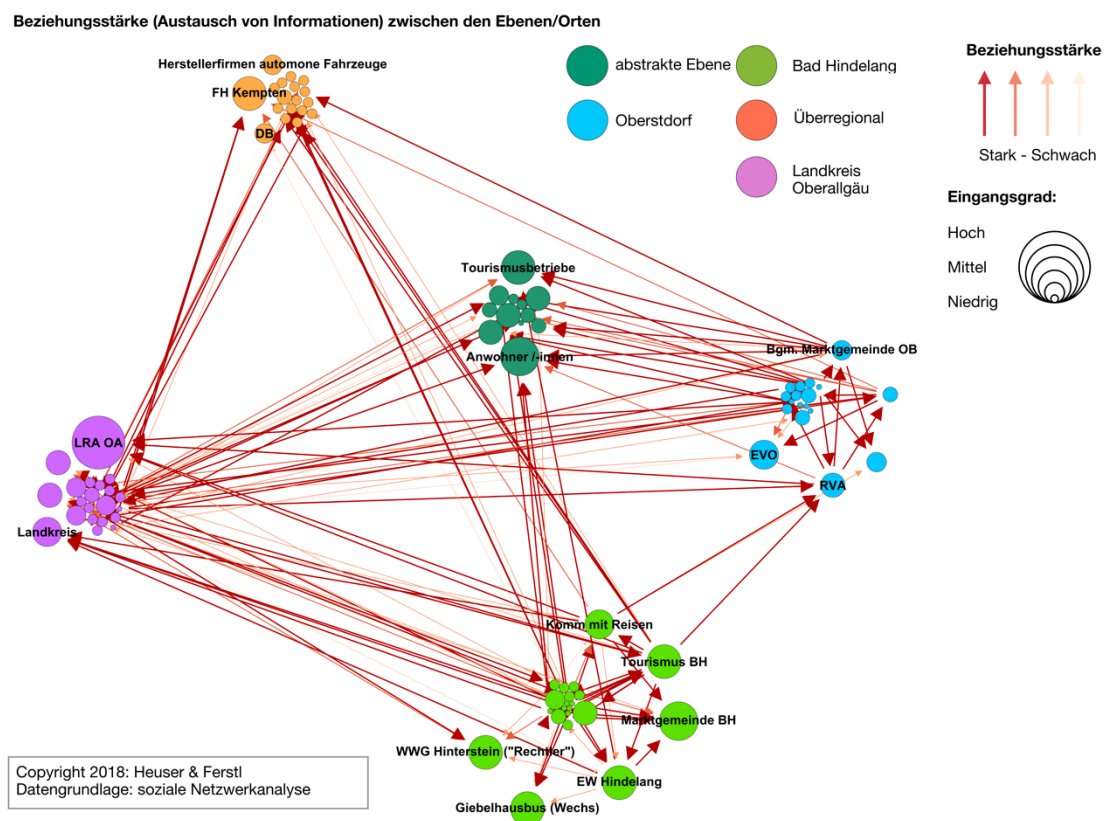 Beziehungsstärke (Austausch von Informationen) zwischen den Ebenen/Orten
Herstellerfirmen automone Fahrzeuge
FH Kempten
DB
abstrakte Ebene
Bad Hindelang
Oberstdorf
Überregional
Landkreis
Oberallgäu
Beziehungsstärke
Stark - Schwach
Eingangsgrad:
Hoch
Mittel
Niedrig
Tourismusbetriebe
Anwohner /-innen
Bgm. Marktgemeinde OB
EVO
RVA
LRA OA
Landkreis
Komm mit Reisen
Tourismus BH
Marktgemeinde BH
WWG Hinterstein ("Rechtler")
EW Hindelang
Giebelhausbus (Wechs)
Copyright 2018: Heuser & Ferstl
Datengrundlage: soziale Netzwerkanalyse